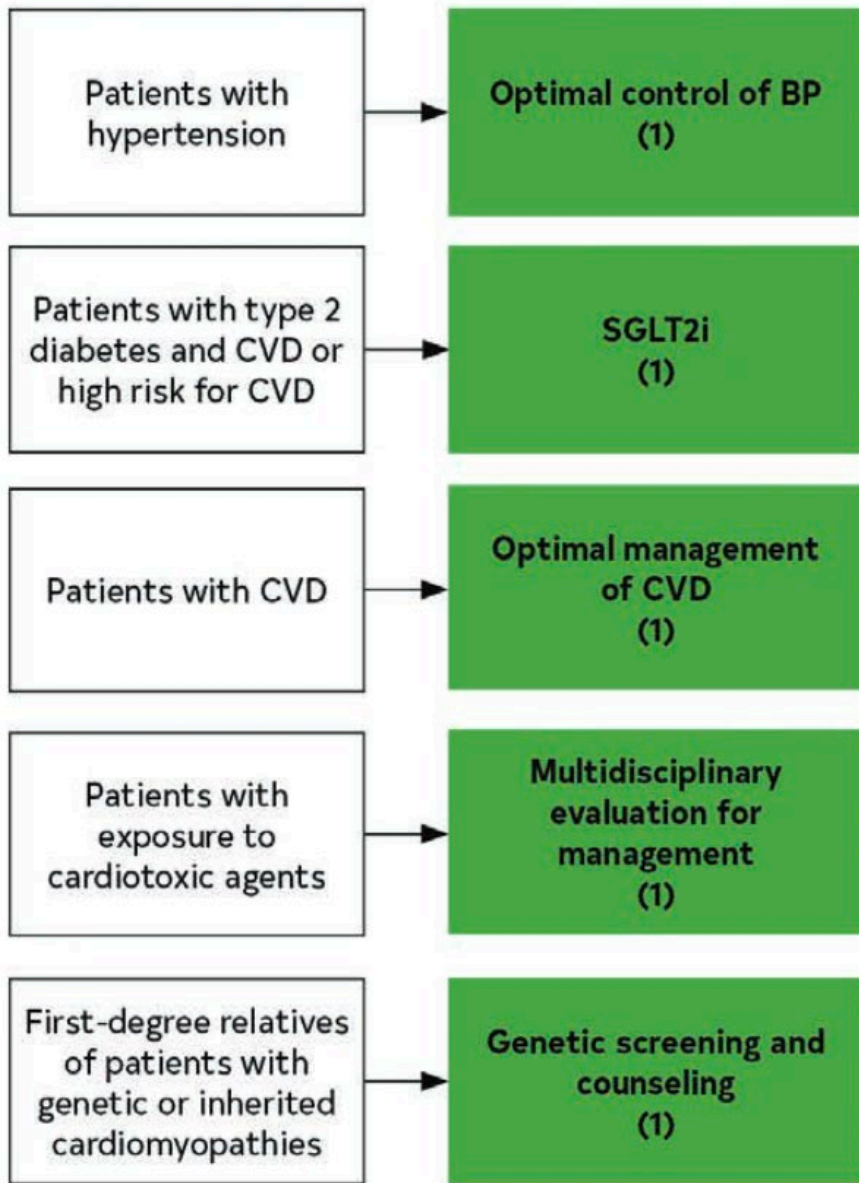 Patients with
hypertension
Optimal control of BP
(1)
Patients with type 2
diabetes and CVD or
high risk for CVD
SGLT2i
(1)
Patients with CVD
Optimal management
of CVD
(1)
Patients with
exposure to
cardiotoxic agents
Multidisciplinary
evaluation for
management
(1)
First-degree relatives
of patients with
genetic or inherited
cardiomyopathies
Genetic screening and
counseling
(1)